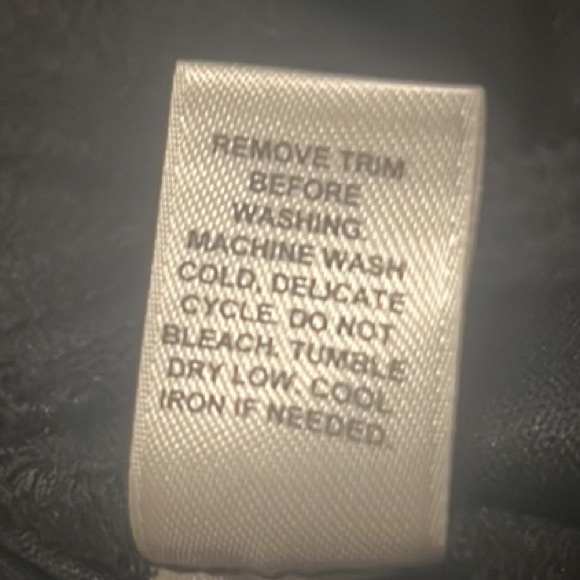 REMOVE TRIM
BEFORE
WASHING.
MACHINE WASH
COLD, DELICATE
CYCLE. DO NOT
BLEACH. TUMBLE
DRY LOW. COOL
IRON IF NEEDED.